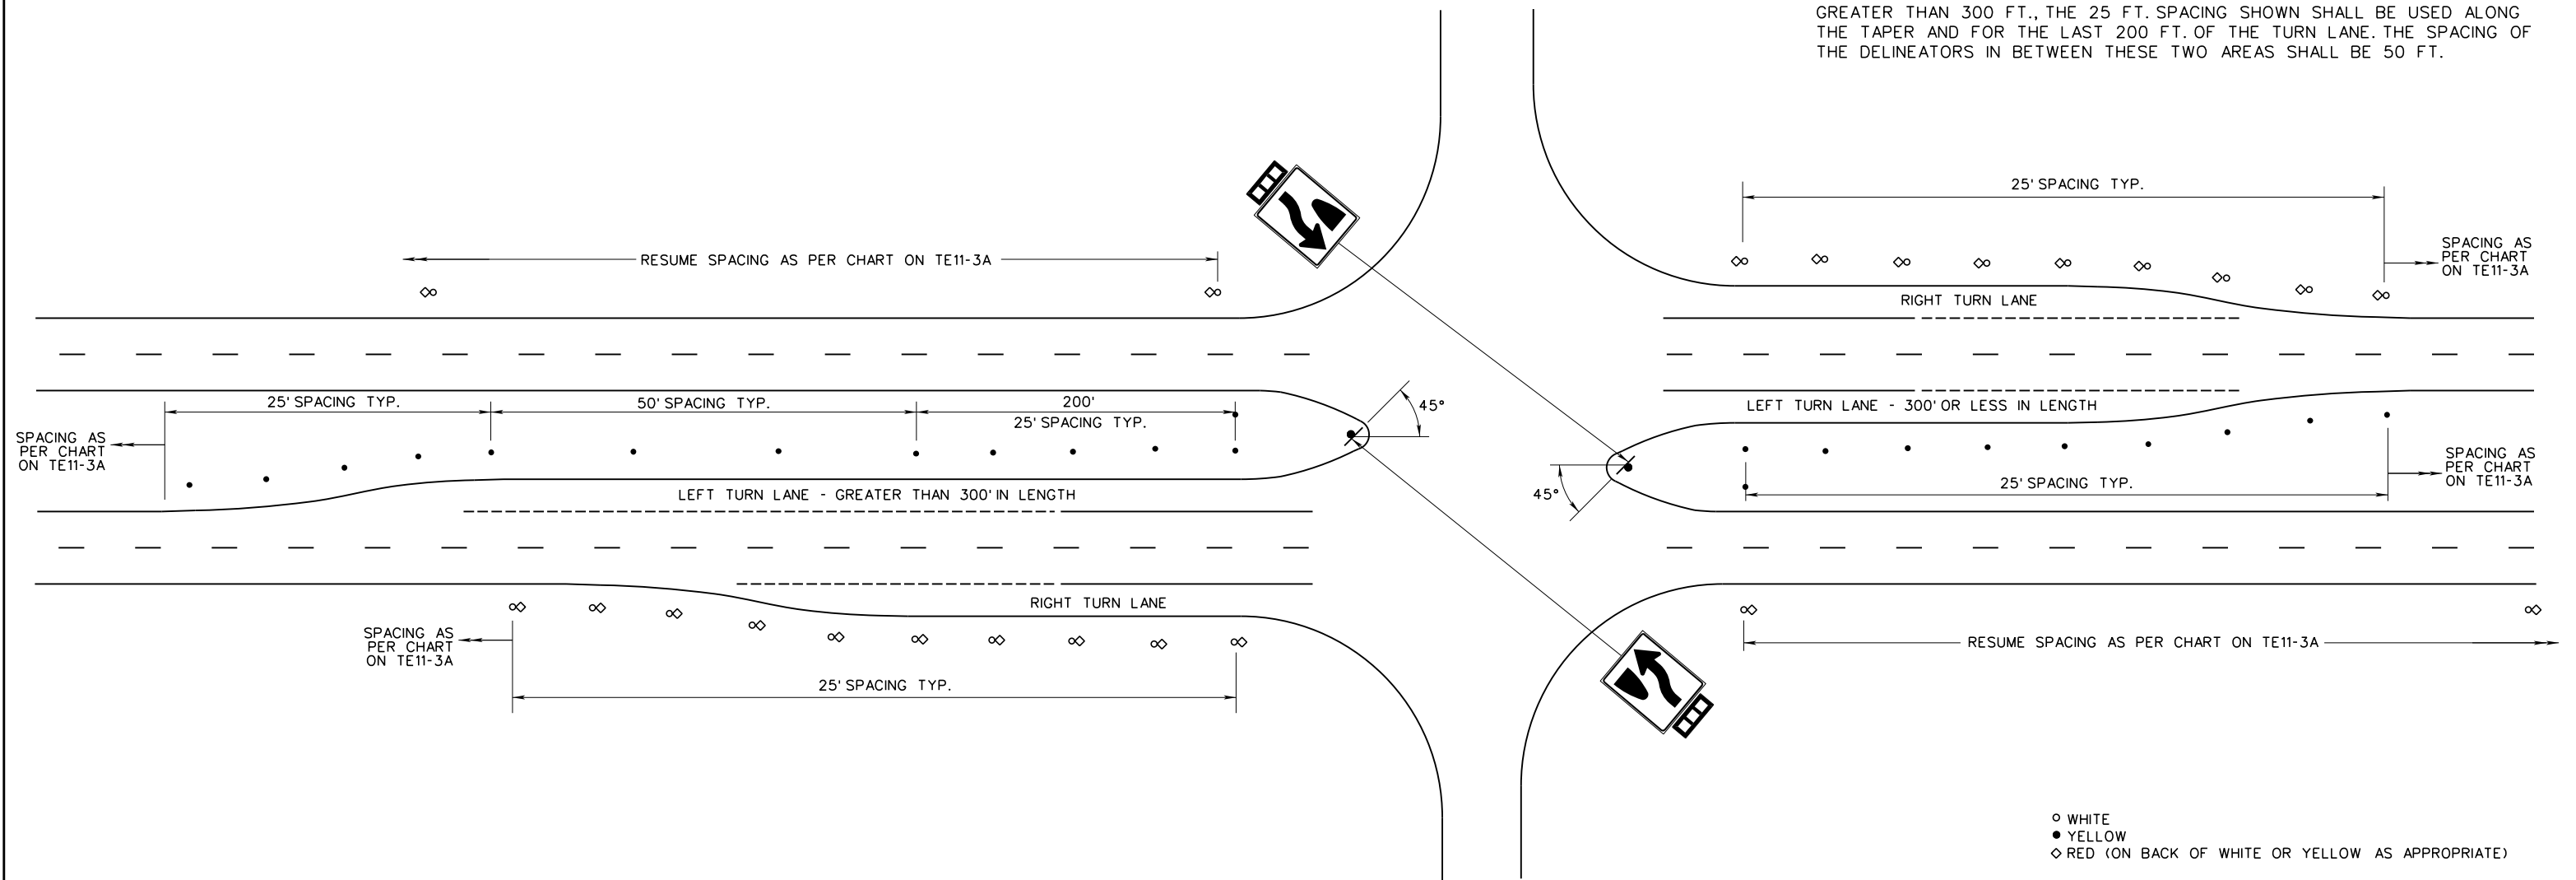 GREATER THAN 300 FT., THE 25 FT. SPACING SHOWN SHALL BE USED ALONG
THE TAPER AND FOR THE LAST 200 FT. OF THE TURN LANE. THE SPACING OF
THE DELINEATORS IN BETWEEN THESE TWO AREAS SHALL BE 50 FT.
25' SPACING TYP.
SPACING AS
PER CHART
ON TE11-3A
RESUME SPACING AS PER CHART ON TE11-3A
RIGHT TURN LANE
25' SPACING TYP.
50' SPACING TYP.
200'
25' SPACING TYP.
45°
LEFT TURN LANE - 300' OR LESS IN LENGTH
SPACING AS
PER CHART
ON TE11-3A
SPACING AS
PER CHART
ON TE11-3A
25' SPACING TYP.
45°
LEFT TURN LANE - GREATER THAN 300' IN LENGTH
RIGHT TURN LANE
SPACING AS
PER CHART
ON TE11-3A
RESUME SPACING AS PER CHART ON TE11-3A
25' SPACING TYP.
WHITE
YELLOW
RED (ON BACK OF WHITE OR YELLOW AS APPROPRIATE)